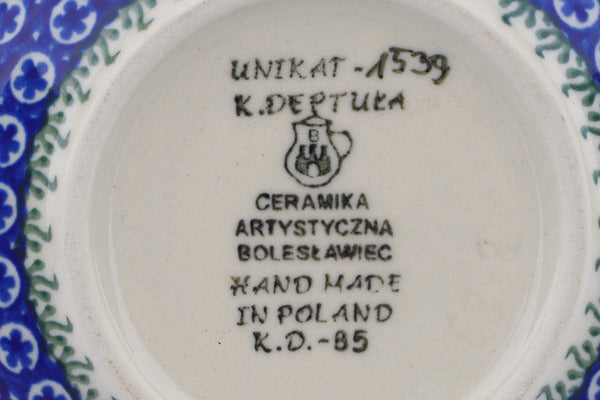 UNIKAT -1539
K.DEPTUŁA
B
CERAMIKA
ARTYSTYCZNA
BOLESŁAWIEC
HAND MADE
IN POLAND
K.D.-85